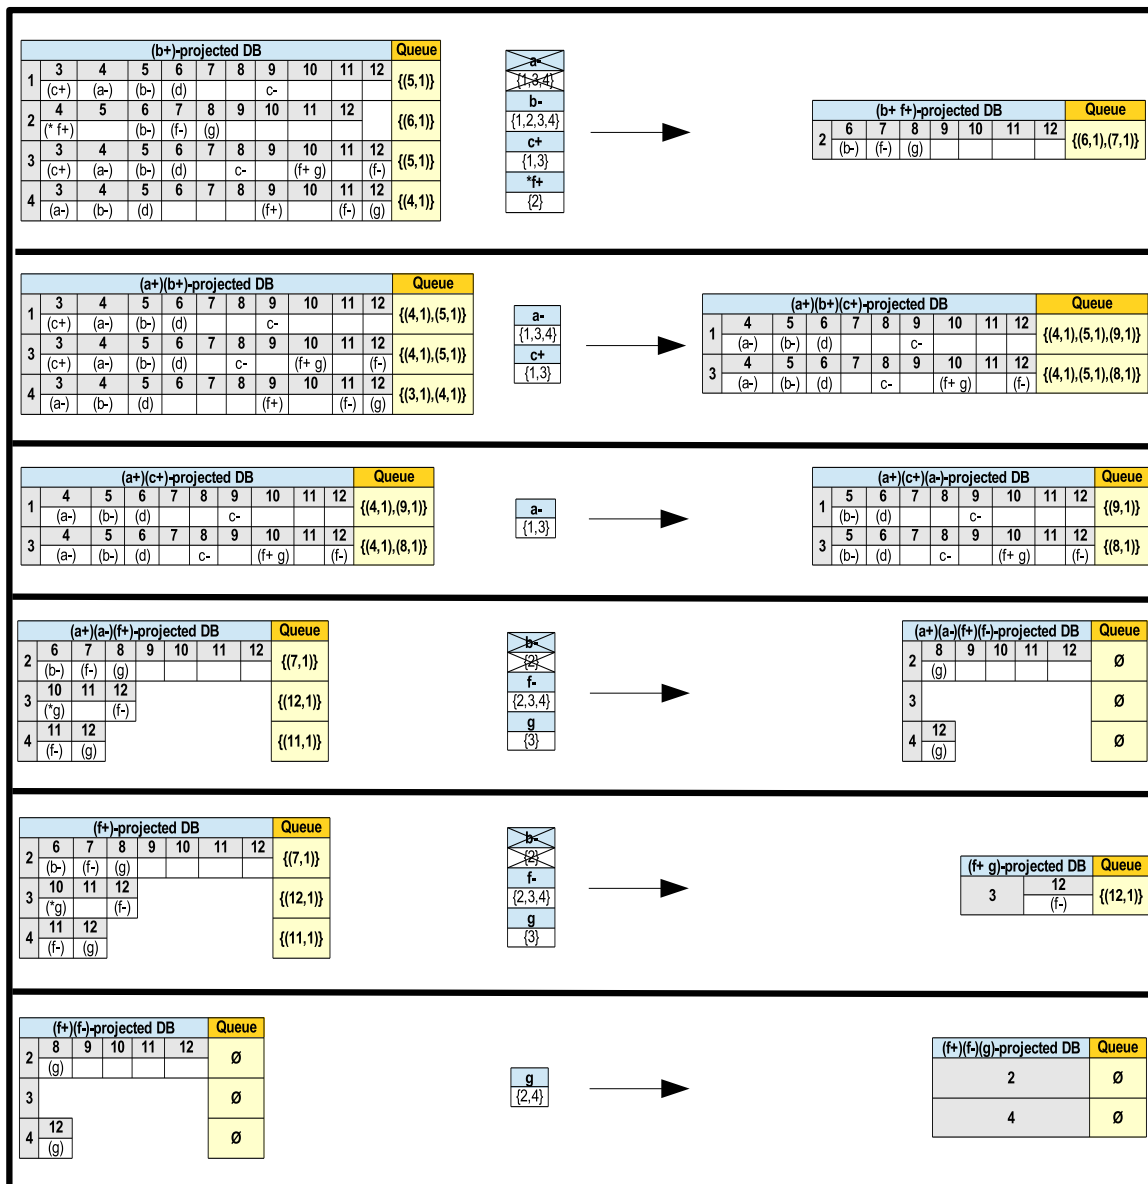 (b+)-projected DB Queue
3 4 5 6 7 8 9 10 11 12
1 (c+) (a-) (b-) (d) c- {(5,1)}
4 5 6 7 8 9 10 11 12
2 (* f+) (b-) (f-) (g) {(6,1)}
3 4 5 6 7 8 9 10 11 12
3 (c+) (a-) (b-) (d) c- (f+ g) (f-) {(5,1)}
3 4 5 6 7 8 9 10 11 12
4 (a-) (b-) (d) (f+) (f-) (g) {(4,1)}
a-
{1,3,4}
b-
{1,2,3,4}
c+
{1,3}
*f+
{2}
(b+ f+)-projected DB Queue
6 7 8 9 10 11 12
2 (b-) (f-) (g) {(6,1),(7,1)}
(a+)(b+)-projected DB Queue
3 4 5 6 7 8 9 10 11 12
1 (c+) (a-) (b-) (d) c- {(4,1),(5,1)}
3 4 5 6 7 8 9 10 11 12
3 (c+) (a-) (b-) (d) c- (f+ g) (f-) {(4,1),(5,1)}
3 4 5 6 7 8 9 10 11 12
4 (a-) (b-) (d) (f+) (f-) (g) {(3,1),(4,1)}
a-
{1,3,4}
c+
{1,3}
(a+)(b+)(c+)-projected DB Queue
4 5 6 7 8 9 10 11 12
1 (a-) (b-) (d) c- {(4,1),(5,1),(9,1)}
4 5 6 7 8 9 10 11 12
3 (a-) (b-) (d) c- (f+ g) (f-) {(4,1),(5,1),(8,1)}
(a+)(c+)-projected DB Queue
4 5 6 7 8 9 10 11 12
1 (a-) (b-) (d) c- {(4,1),(9,1)}
4 5 6 7 8 9 10 11 12
3 (a-) (b-) (d) c- (f+ g) (f-) {(4,1),(8,1)}
a-
{1,3}
(a+)(c+)(a-)-projected DB Queue
5 6 7 8 9 10 11 12
1 (b-) (d) c- {(9,1)}
5 6 7 8 9 10 11 12
3 (b-) (d) c- (f+ g) (f-) {(8,1)}
(a+)(a-)(f+)-projected DB Queue
6 7 8 9 10 11 12
2 (b-) (f-) (g) {(7,1)}
10 11 12
3 (*g) (f-) {(12,1)}
11 12
4 (f-) (g) {(11,1)}
b-
{2}
f-
{2,3,4}
g
{3}
(a+)(a-)(f+)(f-)-projected DB Queue
8 9 10 11 12
2 (g) Ø
3 Ø
12
4 (g) Ø
(f+)-projected DB Queue
6 7 8 9 10 11 12
2 (b-) (f-) (g) {(7,1)}
10 11 12
3 (*g) (f-) {(12,1)}
11 12
4 (f-) (g) {(11,1)}
b-
{2}
f-
{2,3,4}
g
{3}
(f+ g)-projected DB Queue
12
3 (f-) {(12,1)}
(f+)(f-)-projected DB Queue
8 9 10 11 12
2 (g) Ø
3 Ø
12
4 (g) Ø
g
{2,4}
(f+)(f-)(g)-projected DB Queue
2 Ø
4 Ø